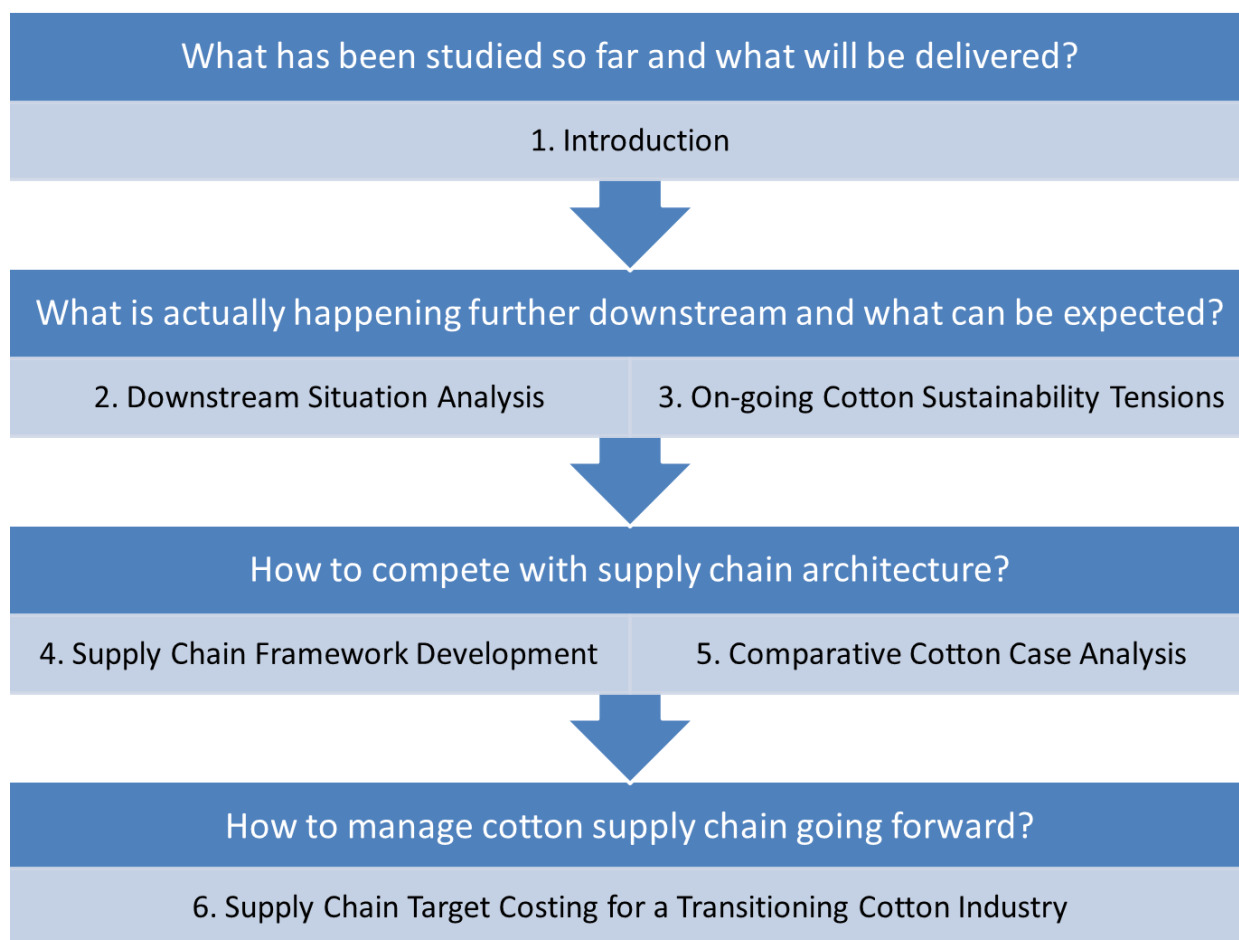 What has been studied so far and what will be delivered?
1. Introduction
What is actually happening further downstream and what can be expected?
2. Downstream Situation Analysis
3. On-going Cotton Sustainability Tensions
How to compete with supply chain architecture?
4. Supply Chain Framework Development
5. Comparative Cotton Case Analysis
How to manage cotton supply chain going forward?
6. Supply Chain Target Costing for a Transitioning Cotton Industry